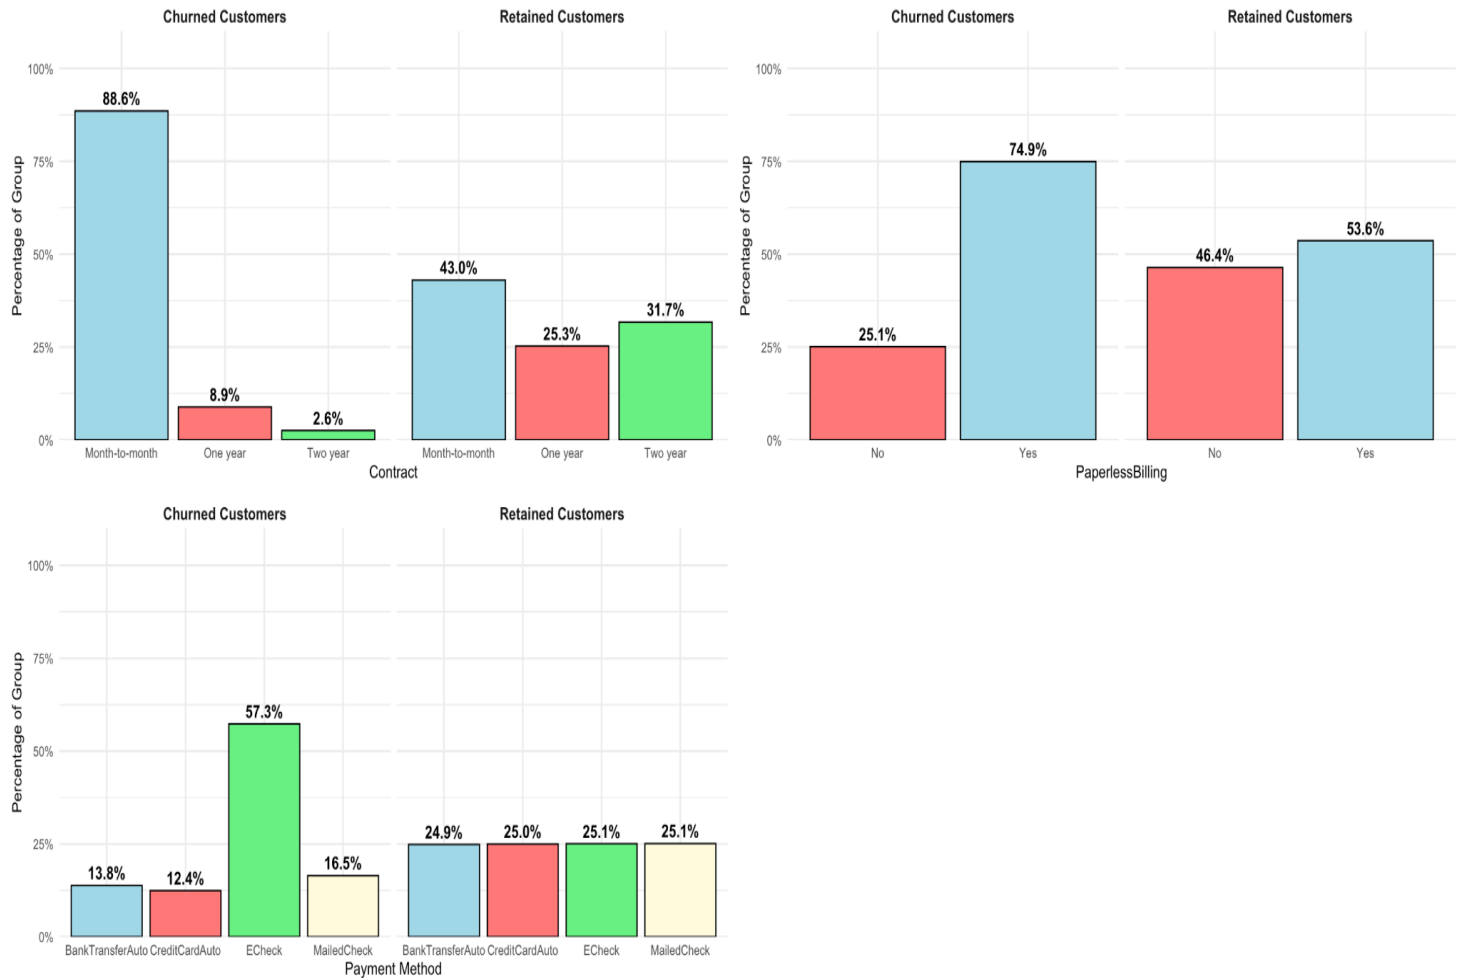 Churned Customers
Retained Customers
100%
75%
50%
25%
0%
Percentage of Group
88.6%
8.9%
2.6%
43.0%
25.3%
31.7%
Month-to-month
One year
Two year
Month-to-month
One year
Two year
Contract
Churned Customers
Retained Customers
100%
75%
50%
25%
0%
Percentage of Group
25.1%
74.9%
46.4%
53.6%
No
Yes
No
Yes
PaperlessBilling
Churned Customers
Retained Customers
100%
75%
50%
25%
0%
Percentage of Group
13.8%
12.4%
57.3%
16.5%
24.9%
25.0%
25.1%
25.1%
BankTransferAuto
CreditCardAuto
ECheck
MailedCheck
BankTransferAuto
CreditCardAuto
ECheck
MailedCheck
Payment Method